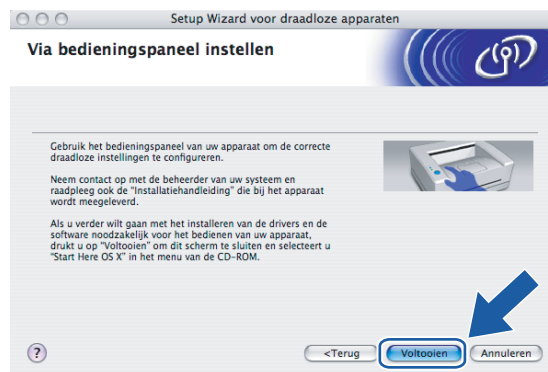 Setup Wizard voor draadloze apparaten
Via bedieningspaneel instellen
Gebruik het bedieningspaneel van uw apparaat om de correcte
draadloze instellingen te configureren.
Neem contact op met de beheerder van uw systeem en
raadpleeg ook de "Installatiehandleiding" die bij het apparaat
wordt meegeleverd.
Als u verder wilt gaan met het installeren van de drivers en de
software noodzakelijk voor het bedienen van uw apparaat,
drukt u op "Voltooien" om dit scherm te sluiten en selecteert u
"Start Here OS X" in het menu van de CD-ROM.
?
<Terug
Voltooien
Annuleren